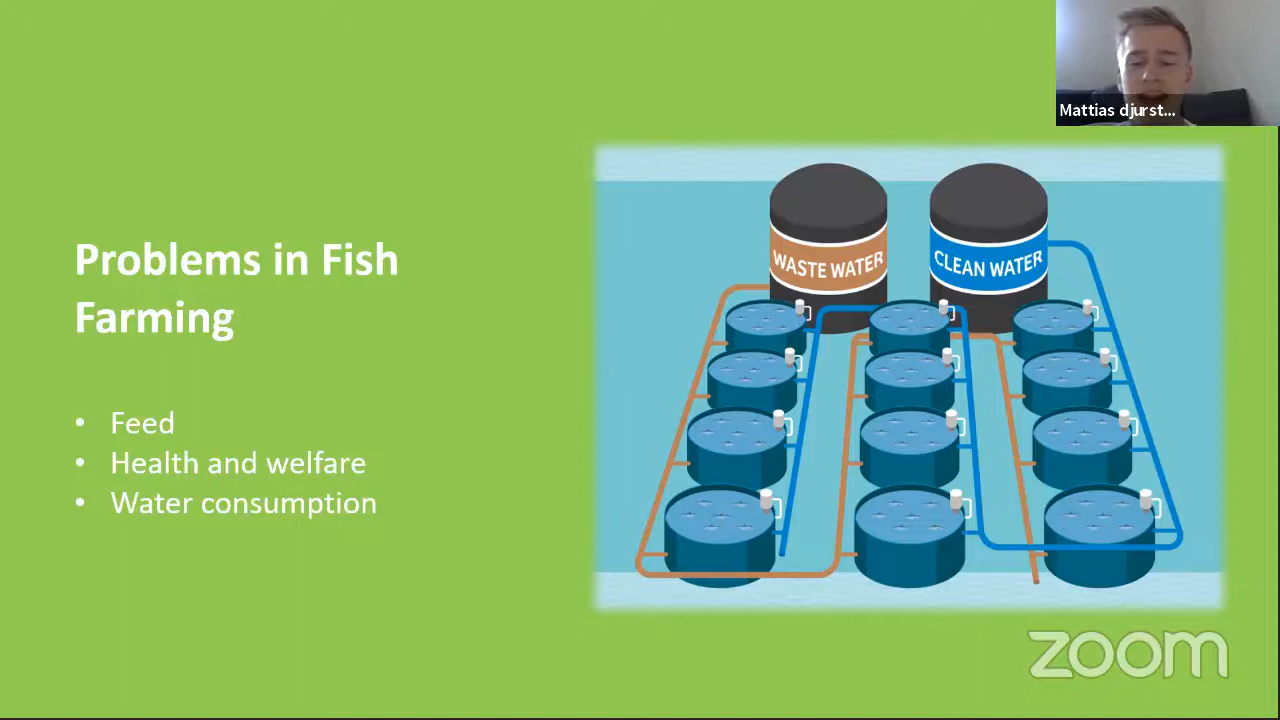 Mattias djurst...
Problems in Fish
Farming
• Feed
• Health and welfare
• Water consumption
WASTE WATER
CLEAN WATER
zoom